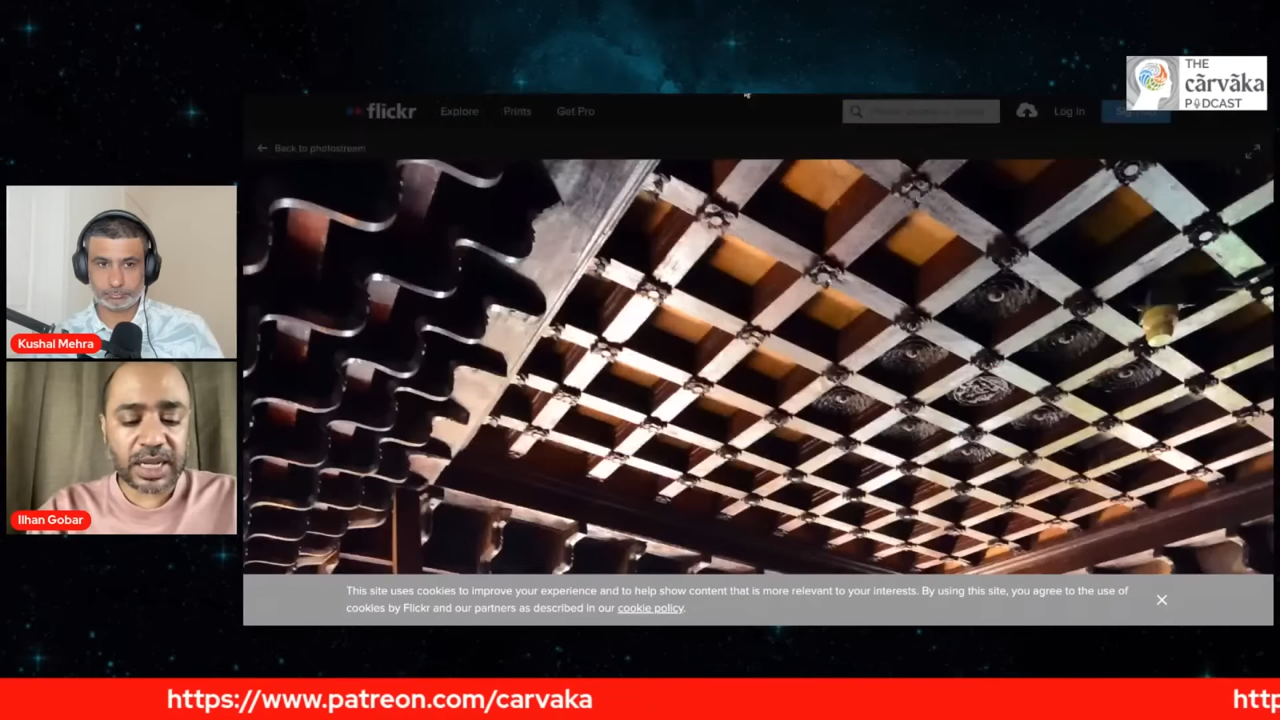 THE
cãrvãka
PODCAST
flickr
Explore
Prints
Get Pro
Log In
Back to photostream
Kushal Mehra
Ilhan Gobar
This site uses cookies to improve your experience and to help show content that is more relevant to your interests. By using this site, you agree to the use of
cookies by Flickr and our partners as described in our cookie policy.
https://www.patreon.com/carvaka
http